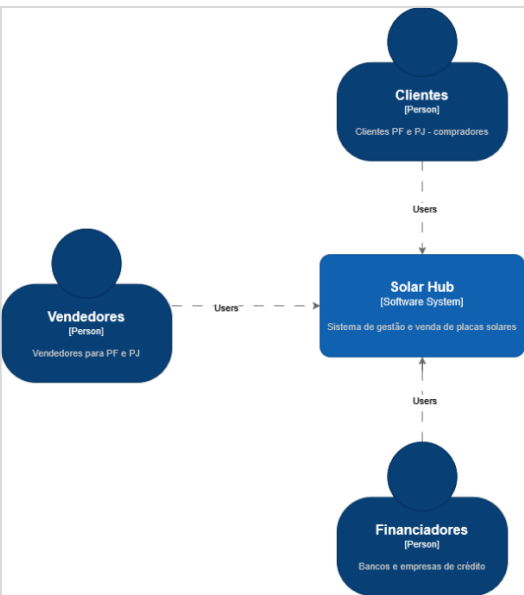 Clientes
[Person]
Clientes PF e PJ - compradores
Users
Solar Hub
[Software System]
Sistema de gestão e venda de placas solares
Users
Vendedores
[Person]
Vendedores para PF e PJ
Users
Financiadores
[Person]
Bancos e empresas de crédito